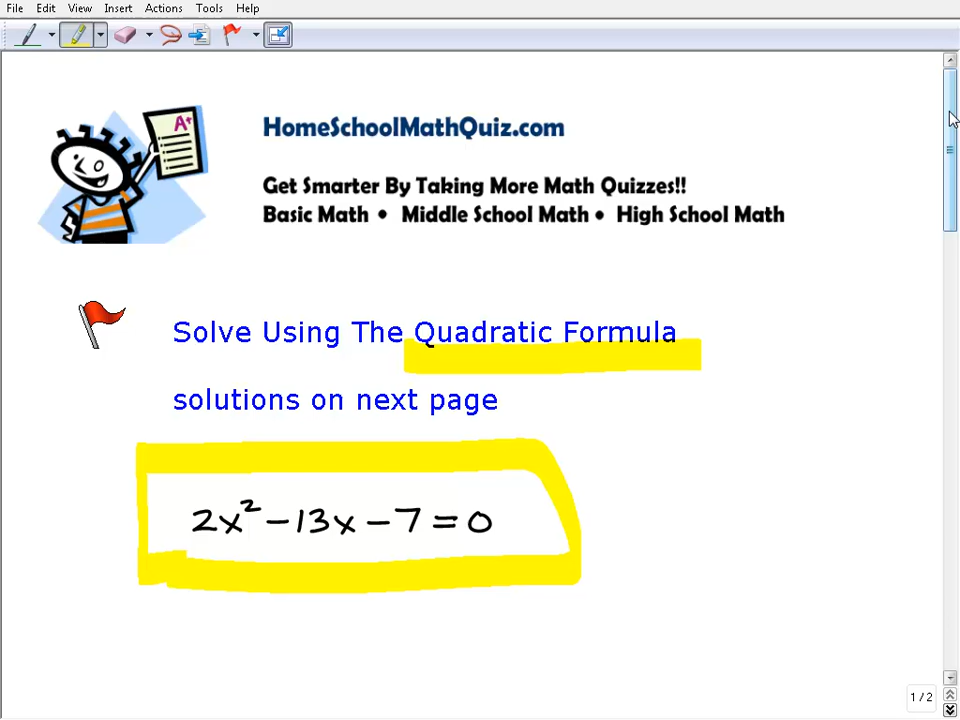 File Edit View Insert Actions Tools Help
A+
HomeSchoolMathQuiz.com
Get Smarter By Taking More Math Quizzes!!
Basic Math • Middle School Math • High School Math
Solve Using The Quadratic Formula
solutions on next page
2x² - 13x - 7 = 0
1 / 2